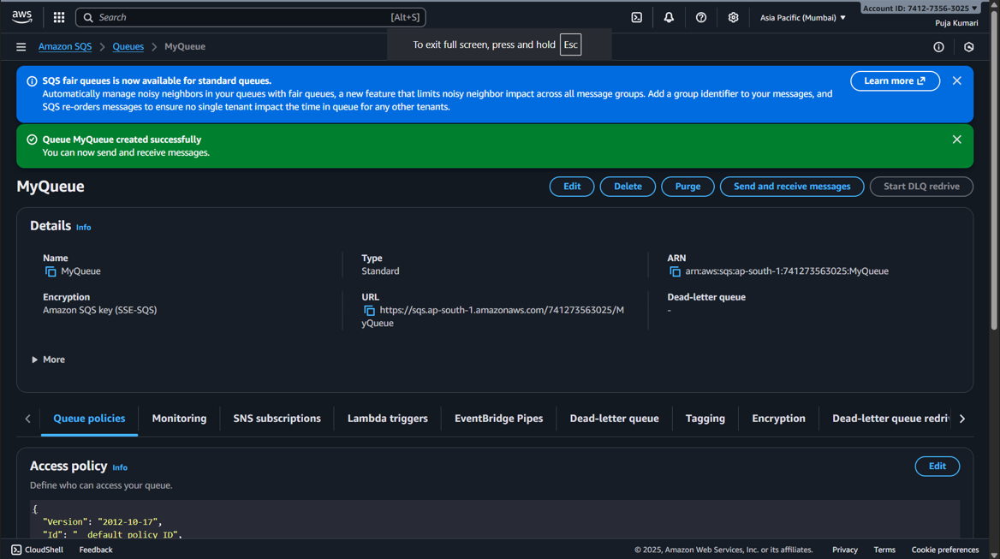 aws
Search
[Alt+S]
Asia Pacific (Mumbai)
Account ID: 7412-7356-3025
Puja Kumari
Amazon SQS
Queues
MyQueue
To exit full screen, press and hold Esc
SQS fair queues is now available for standard queues.
Automatically manage noisy neighbors in your queues with fair queues, a new feature that limits noisy neighbor impact across all message groups. Add a group identifier to your messages, and
SQS re-orders messages to ensure no single tenant impact the time in queue for any other tenants.
Learn more
Queue MyQueue created successfully
You can now send and receive messages.
MyQueue
Edit
Delete
Purge
Send and receive messages
Start DLQ redrive
Details Info
Name
MyQueue
Type
Standard
ARN
arn:aws:sqs:ap-south-1:741273563025:MyQueue
Encryption
Amazon SQS key (SSE-SQS)
URL
https://sqs.ap-south-1.amazonaws.com/741273563025/M
yQueue
Dead-letter queue
-
More
Queue policies
Monitoring
SNS subscriptions
Lambda triggers
EventBridge Pipes
Dead-letter queue
Tagging
Encryption
Dead-letter queue redri
Access policy Info
Edit
Define who can access your queue.
{
"Version": "2012-10-17",
"Id": "__default_policy_ID",
CloudShell
Feedback
© 2025, Amazon Web Services, Inc. or its affiliates.
Privacy
Terms
Cookie preferences